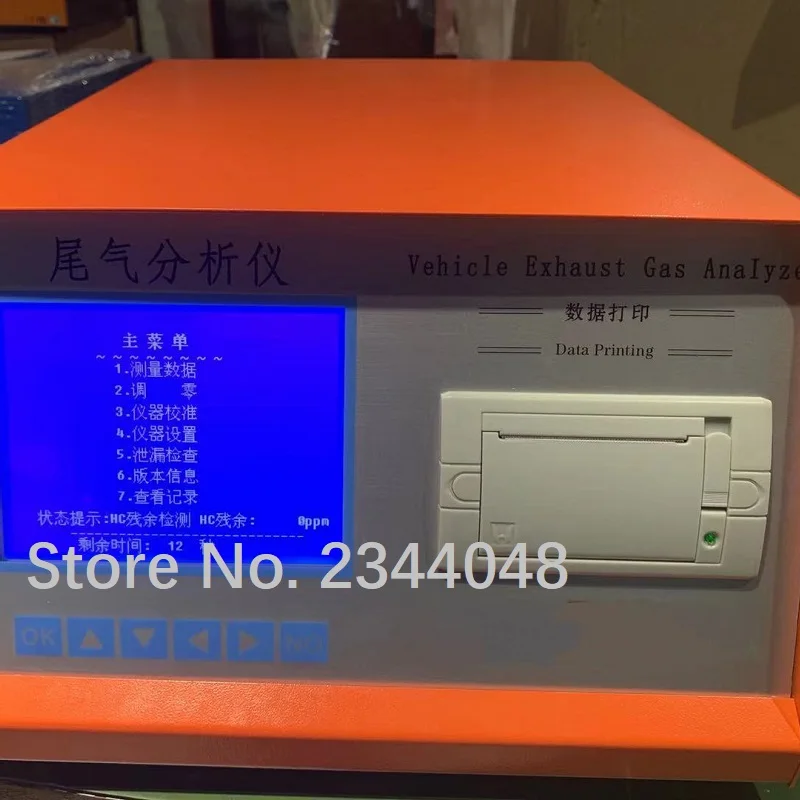 尾气分析仪
Vehicle Exhaust Gas AnaIyze
数据打印
Data Printing
主菜单
~~~~~~~~
1.测量数据
2.调 零
3.仪器校准
4.仪器设置
5.泄漏检查
6.版本信息
7.查看记录
状态提示:HC残余检测 HC残余: 0ppm
剩余时间: 12 秒
Store No. 2344048
OK
NO